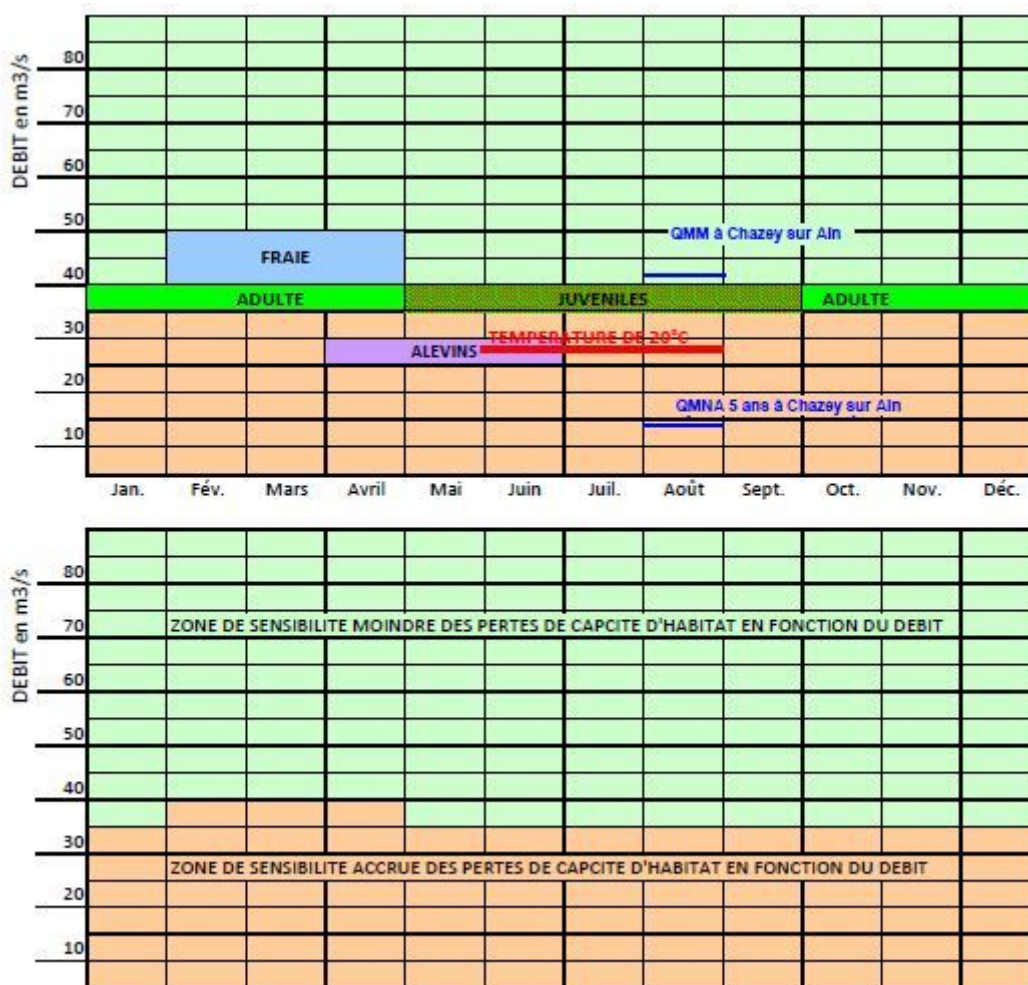 DEBIT en m3/s
80
70
60
50
40
30
20
10
QMM à Chazey sur Ain
FRAIE
ADULTE
JUVENILES
ADULTE
TEMPERATURE DE 20°C
ALEVINS
QMNA 5 ans à Chazey sur Ain
Jan. Fév. Mars Avril Mai Juin Juil. Août Sept. Oct. Nov. Déc.
DEBIT en m3/s
80
70
60
50
40
30
20
10
ZONE DE SENSIBILITE MOINDRE DES PERTES DE CAPCITE D'HABITAT EN FONCTION DU DEBIT
ZONE DE SENSIBILITE ACCRUE DES PERTES DE CAPCITE D'HABITAT EN FONCTION DU DEBIT